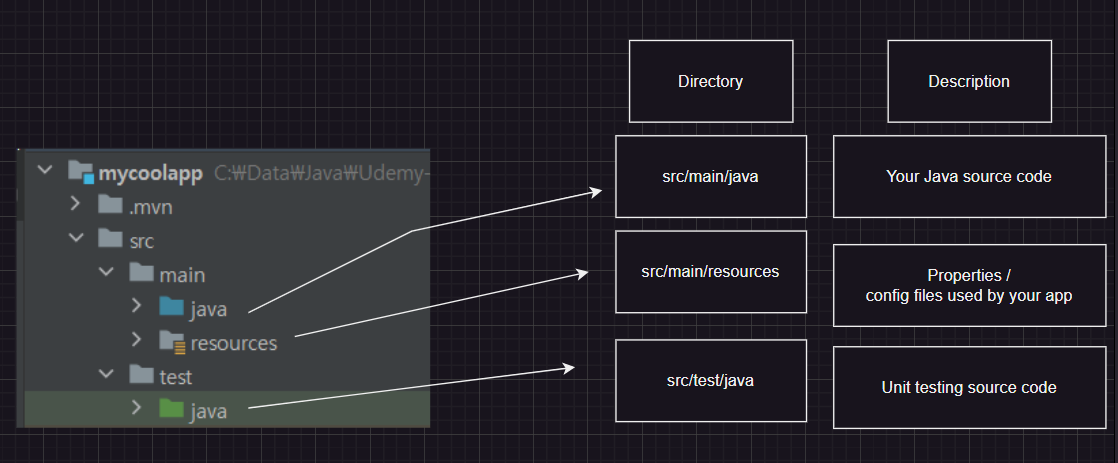 mycoolapp C:₩Data₩Java₩Udemy-
.mvn
src
main
java
resources
test
java
Directory
Description
src/main/java
Your Java source code
src/main/resources
Properties /
config files used by your app
src/test/java
Unit testing source code